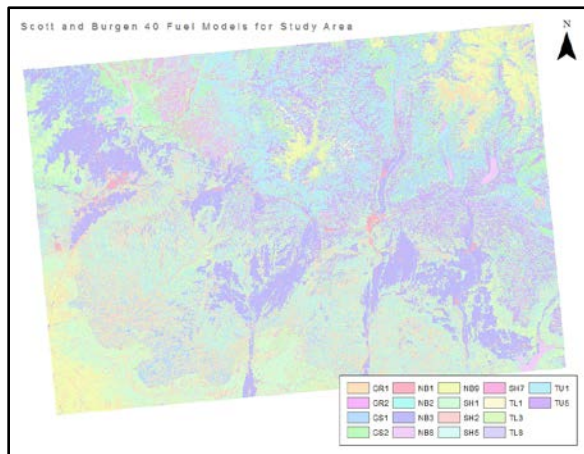 Scott and Burgen 40 Fuel Models for Study Area
N
GR1 NB1 NB9 SH7 TU1
GR2 NB2 SH1 TL1 TU5
GS1 NB3 SH2 TL3
GS2 NB8 SH5 TL8